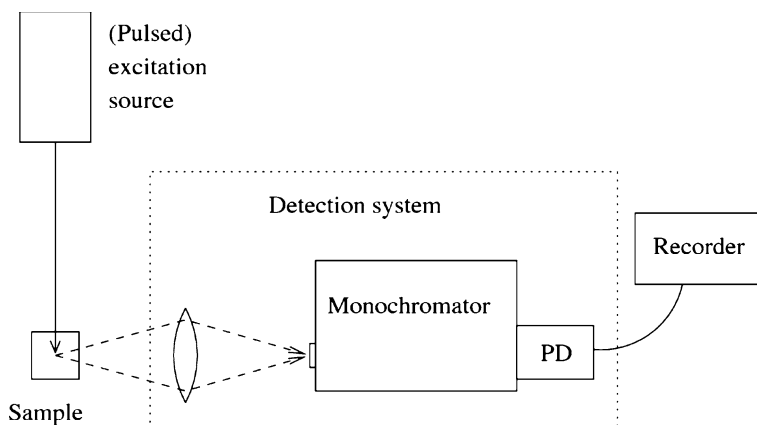 (Pulsed)
excitation
source
Detection system
Recorder
Monochromator
PD
Sample